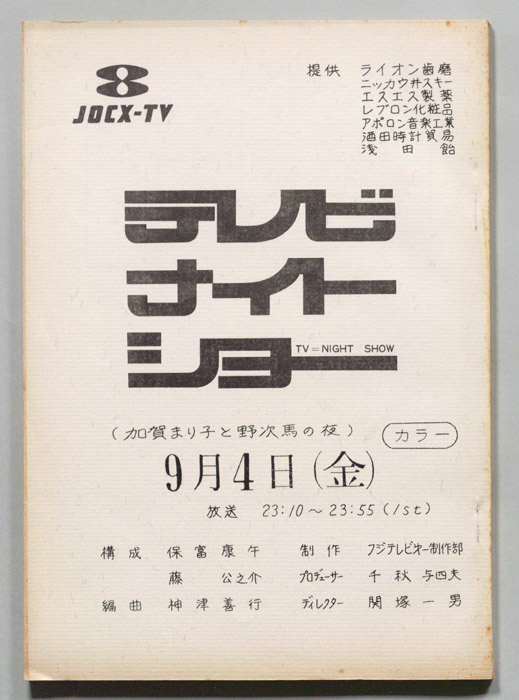 8
JOCX-TV
提供 ライオン歯磨
ニッカウヰスキー
エスエス製薬
レブロン化粧品
アポロン音楽工業
酒田時計貿易
浅田飴
テレビ
ナイト
ショー
TV=NIGHT SHOW
(加賀まり子と野次馬の夜) カラー
9月4日(金)
放送 23:10～23:55(1st)
構成 保富康午 制作 フジテレビ第一制作部
藤公之介 プロデューサー 千秋与四夫
編曲 神津善行 ディレクター 関塚一男